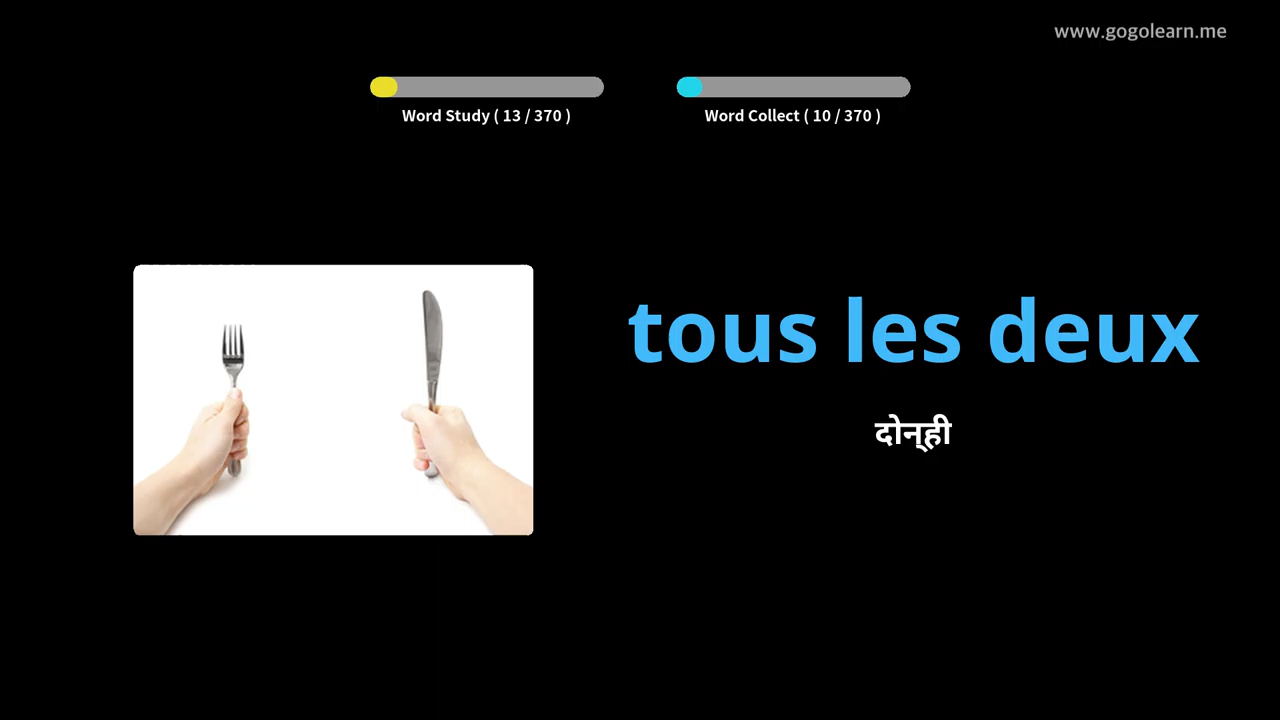 www.gogolearn.me
Word Study ( 13 / 370 )
Word Collect ( 10 / 370 )
tous les deux
दोन्ही